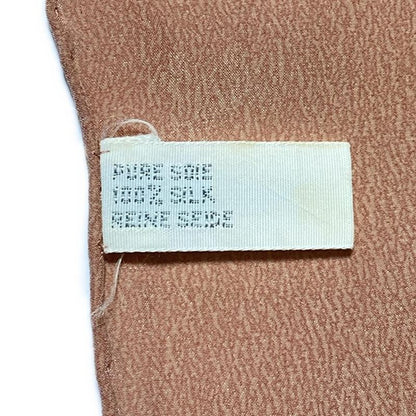 PURE SOIE
100% SILK
REINE SEIDE